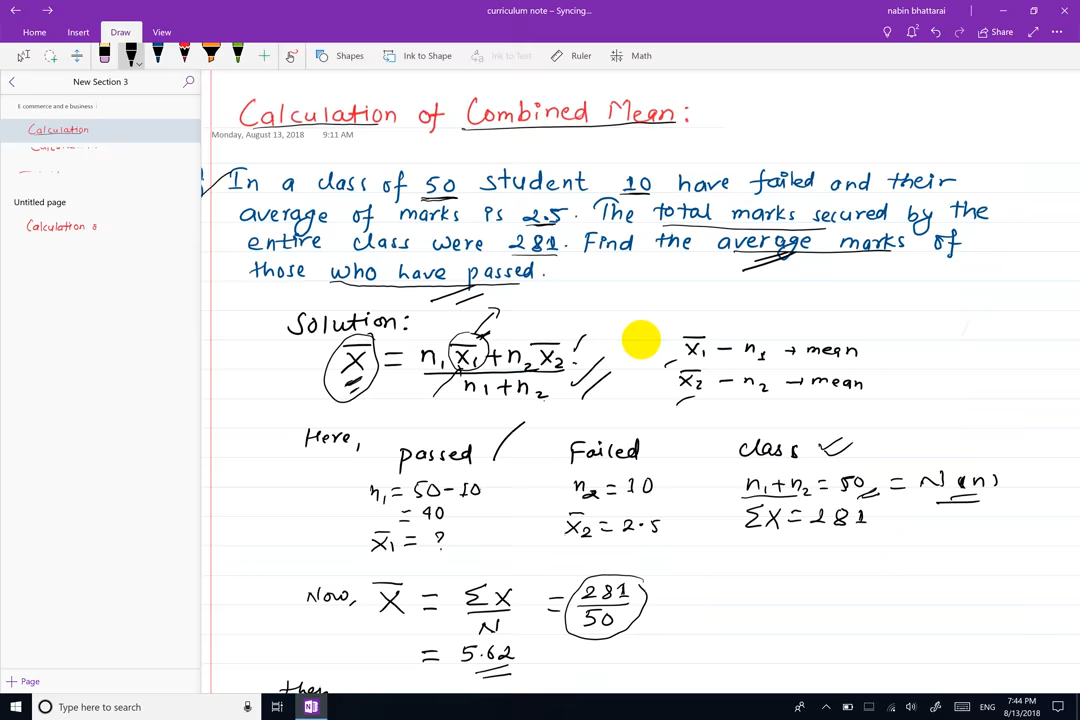 curriculum note - Syncing...
nabin bhattarai
Home Insert Draw View
Share
Shapes Ink to Shape Ink to Text Ruler Math
New Section 3
E commerce and e business
Calculation
Untitled page
Calculation
Page
Calculation of Combined Mean:
Monday, August 13, 2018 9:11 AM
In a class of 50 student 10 have failed and their
average of marks is 2.5. The total marks secured by the
entire class were 281. Find the average marks of
those who have passed.
Solution:
X̅ = n₁X̅₁ + n₂X̅₂ / n₁ + n₂
X̅₁ - n₁ → mean
X̅₂ - n₂ → mean
Here,
passed Failed class
n₁ = 50 - 10 n₂ = 10 n₁ + n₂ = 50 = N (n)
= 40 X̅₂ = 2.5 ΣX = 281
X̅₁ = ?
Now, X̅ = ΣX / N = 281 / 50
= 5.62
then
Type here to search
ENG
7:44 PM
8/13/2018